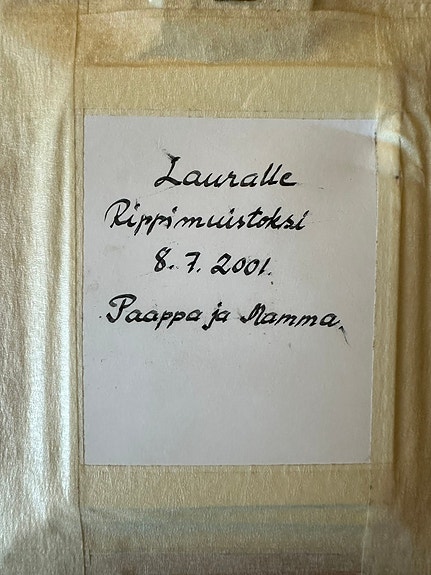 Lauralle
Rippimuistoksi
8.7.2001.
Paappa ja Mamma.